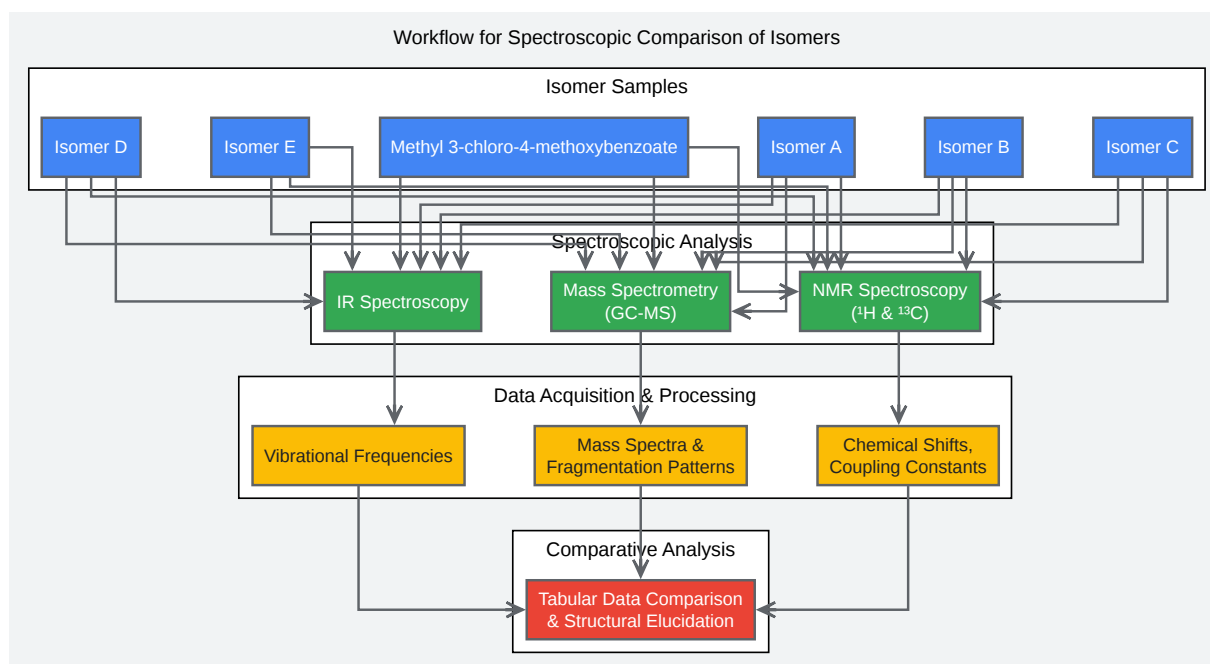 Workflow for Spectroscopic Comparison of Isomers
Isomer Samples
Isomer D
Isomer E
Methyl 3-chloro-4-methoxybenzoate
Isomer A
Isomer B
Isomer C
Spectroscopic Analysis
IR Spectroscopy
Mass Spectrometry
(GC-MS)
NMR Spectroscopy
(¹H & ¹³C)
Data Acquisition & Processing
Vibrational Frequencies
Mass Spectra &
Fragmentation Patterns
Chemical Shifts,
Coupling Constants
Comparative Analysis
Tabular Data Comparison
& Structural Elucidation